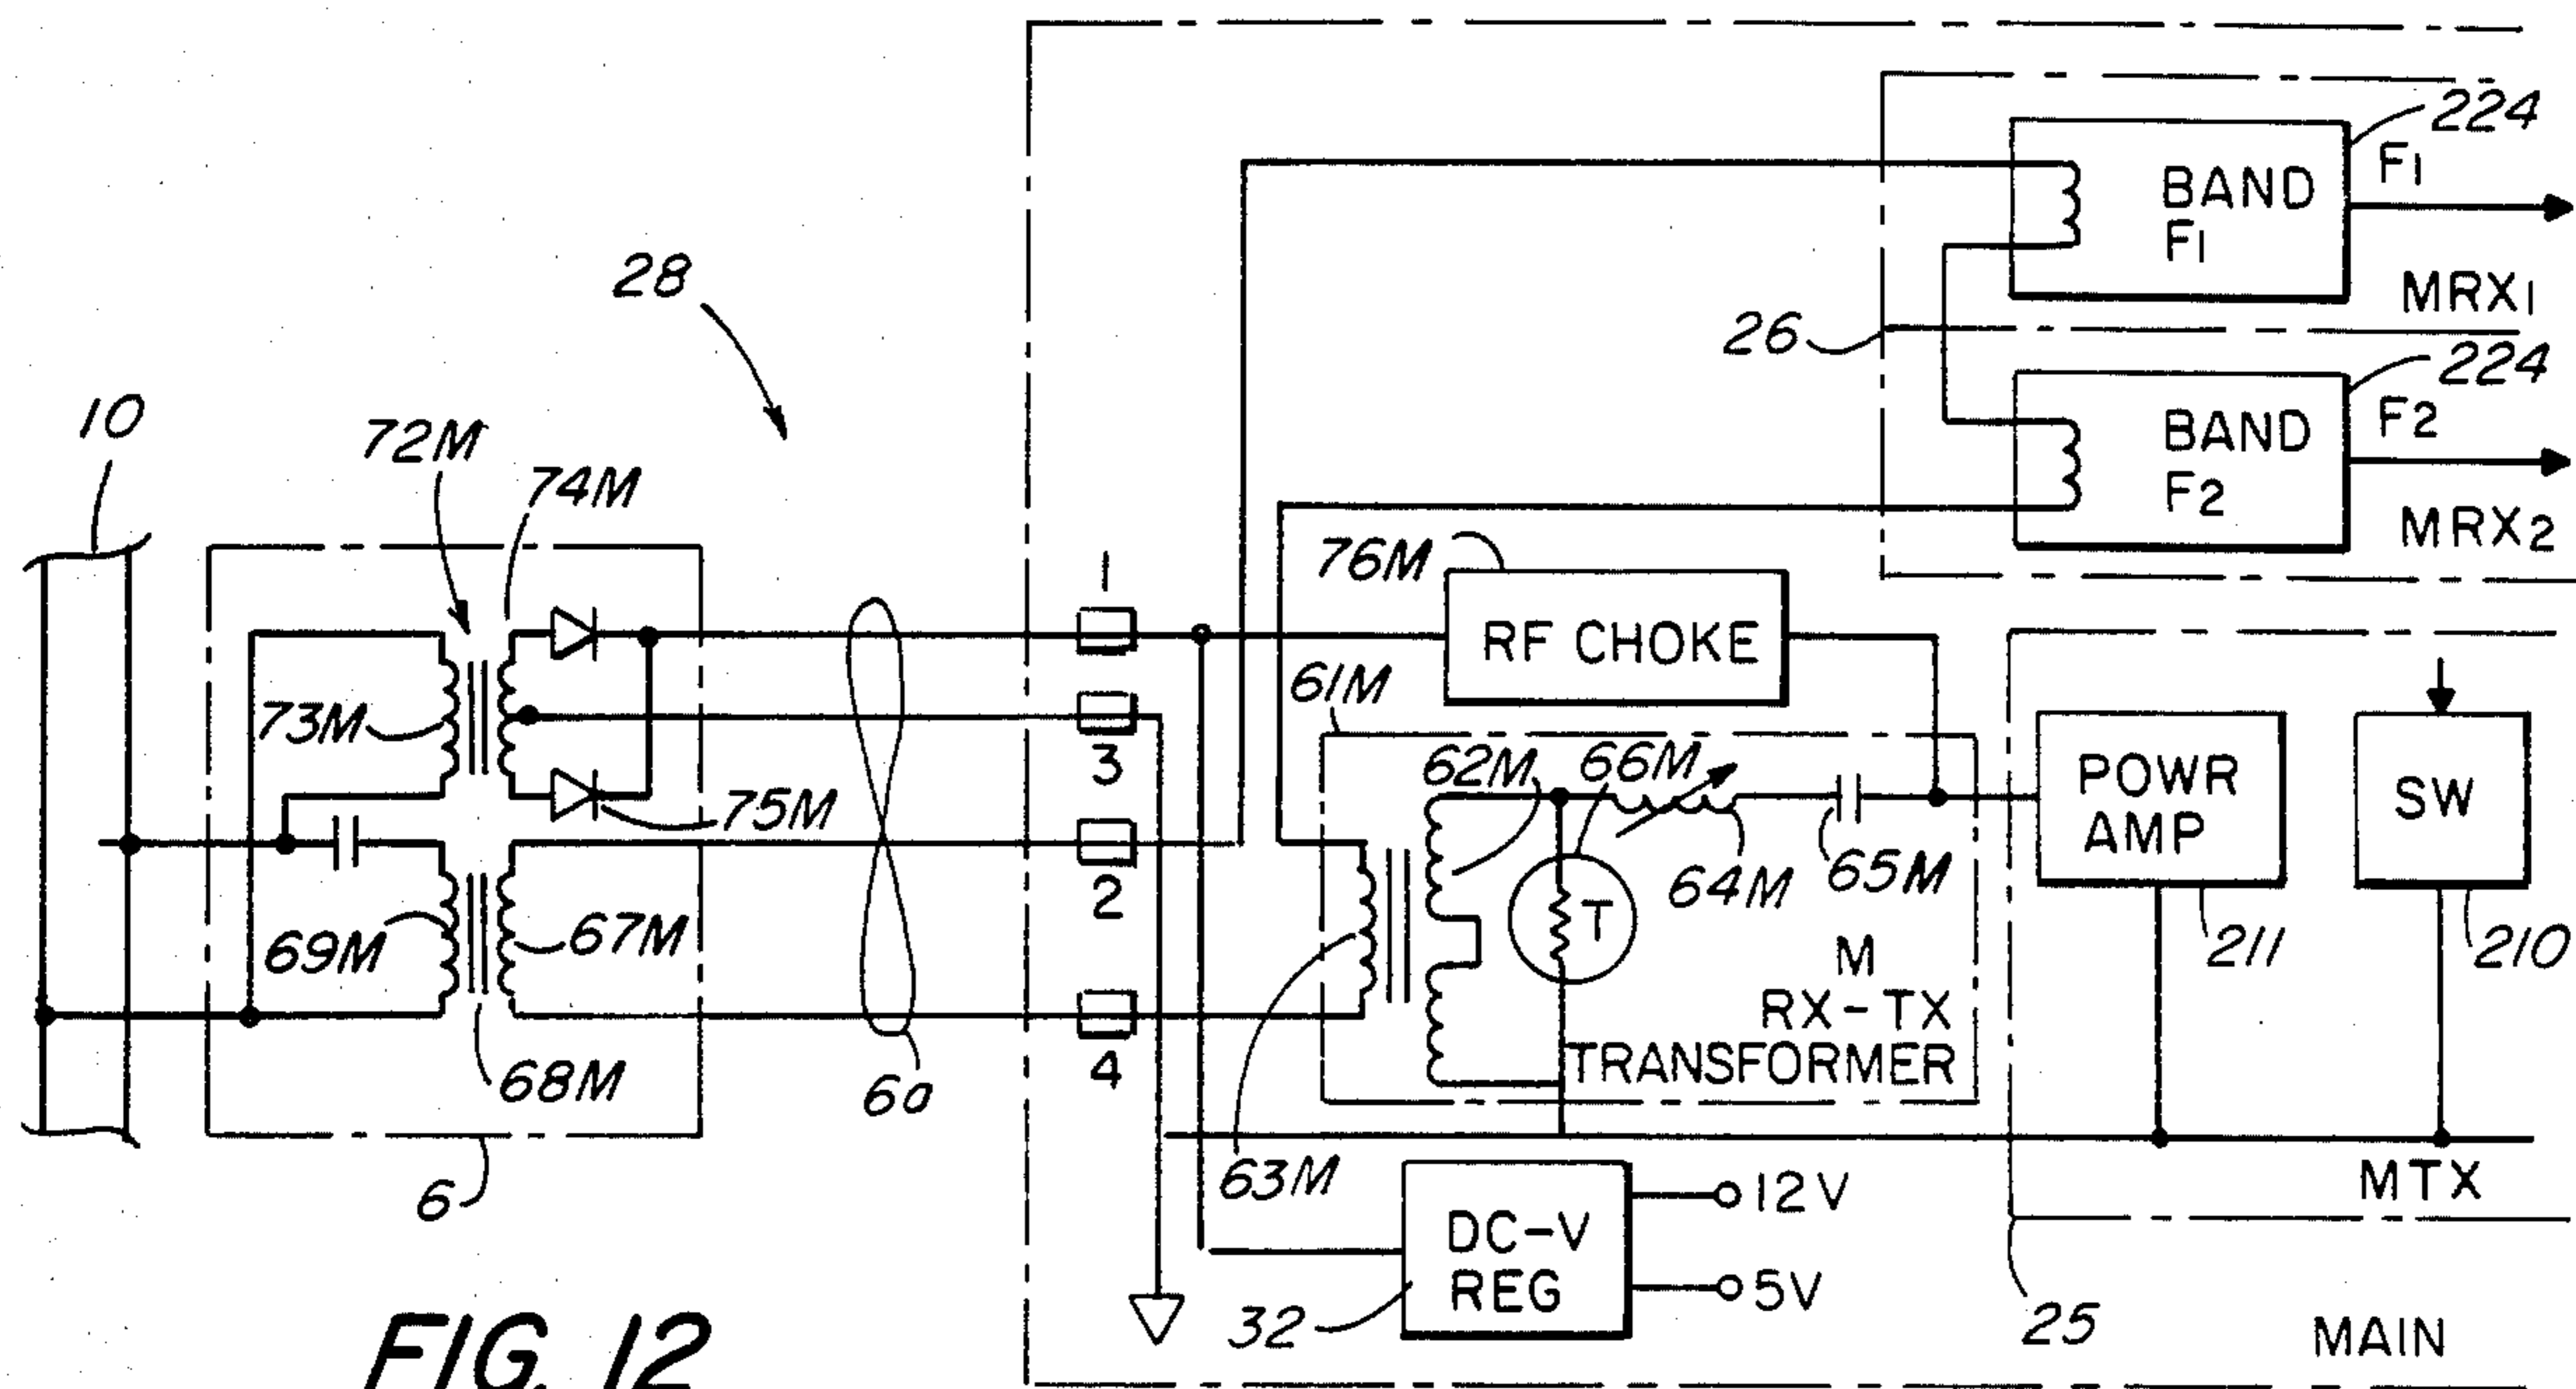 224
F1
BAND
F1
MRX1
28
26
224
F2
BAND
F2
MRX2
10
72M
74M
76M
1
RF CHOKE
61M
73M
3
62M
66M
POWR
AMP
SW
75M
2
T
64M
65M
69M
67M
211
210
M
RX-TX
TRANSFORMER
68M
60
4
63M
6
MTX
12V
DC-V
REG
5V
32
25
MAIN
FIG. 12